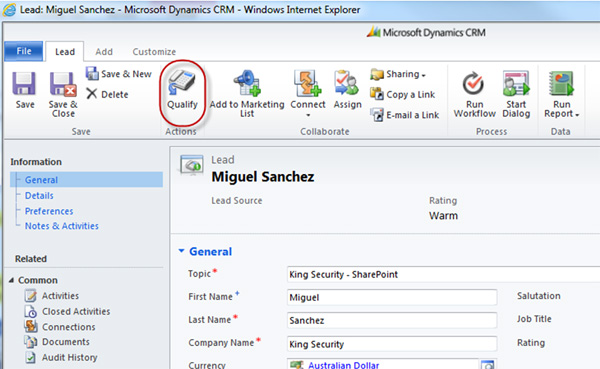 Lead: Miguel Sanchez - Microsoft Dynamics CRM - Windows Internet Explorer
Microsoft Dynamics CRM
File Lead Add Customize
Save
Save & Close
Save & New
Delete
Save
Qualify
Add to Marketing List
Actions
Connect
Assign
Sharing
Copy a Link
E-mail a Link
Collaborate
Run Workflow
Start Dialog
Process
Run Report
Data
Information
General
Details
Preferences
Notes & Activities
Related
Common
Activities
Closed Activities
Connections
Documents
Audit History
Lead
Miguel Sanchez
Lead Source
Rating
Warm
General
Topic * King Security - SharePoint
First Name + Miguel Salutation
Last Name * Sanchez Job Title
Company Name * King Security Rating
Currency Australian Dollar